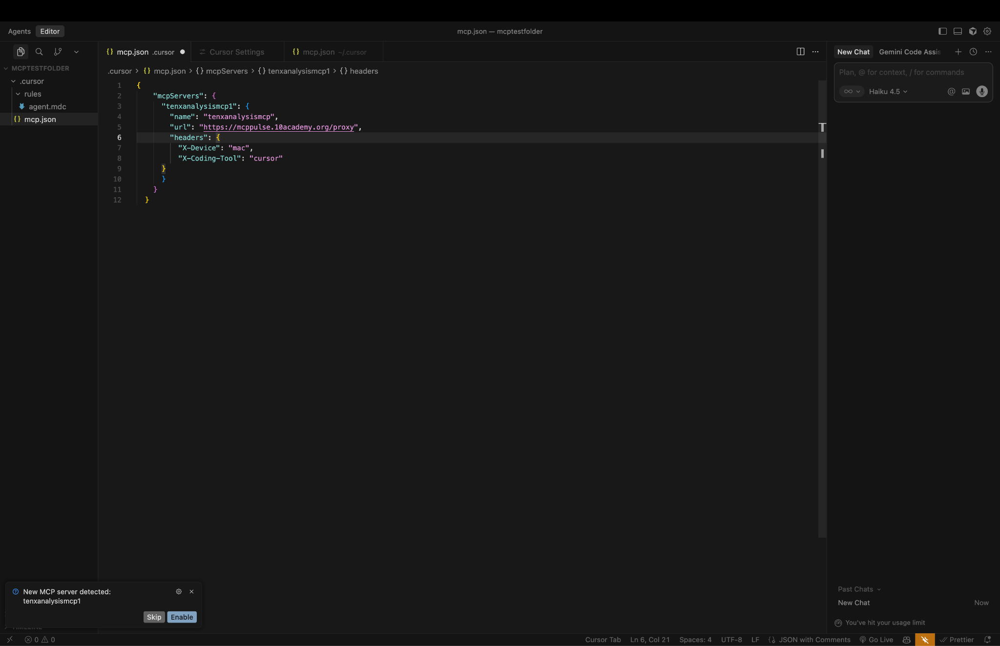 Agents Editor mcp.json — mcptestfolder
mcp.json .cursor Cursor Settings mcp.json ~/.cursor
New Chat Gemini Code Assis
MCPTESTFOLDER
.cursor
rules
agent.mdc
mcp.json
.cursor > {} mcp.json > {} mcpServers > {} tenxanalysismcp1 > {} headers
1 {
2 "mcpServers": {
3 "tenxanalysismcp1": {
4 "name": "tenxanalysismcp",
5 "url": "https://mcppulse.10academy.org/proxy",
6 "headers": {
7 "X-Device": "mac",
8 "X-Coding-Tool": "cursor"
9 }
10 }
11 }
12 }
Plan, @ for context, / for commands
Haiku 4.5
Past Chats
New Chat Now
You've hit your usage limit
New MCP server detected:
tenxanalysismcp1
Skip Enable
TIMELINE
0 0 Cursor Tab Ln 6, Col 21 Spaces: 4 UTF-8 LF {} JSON with Comments Go Live Prettier